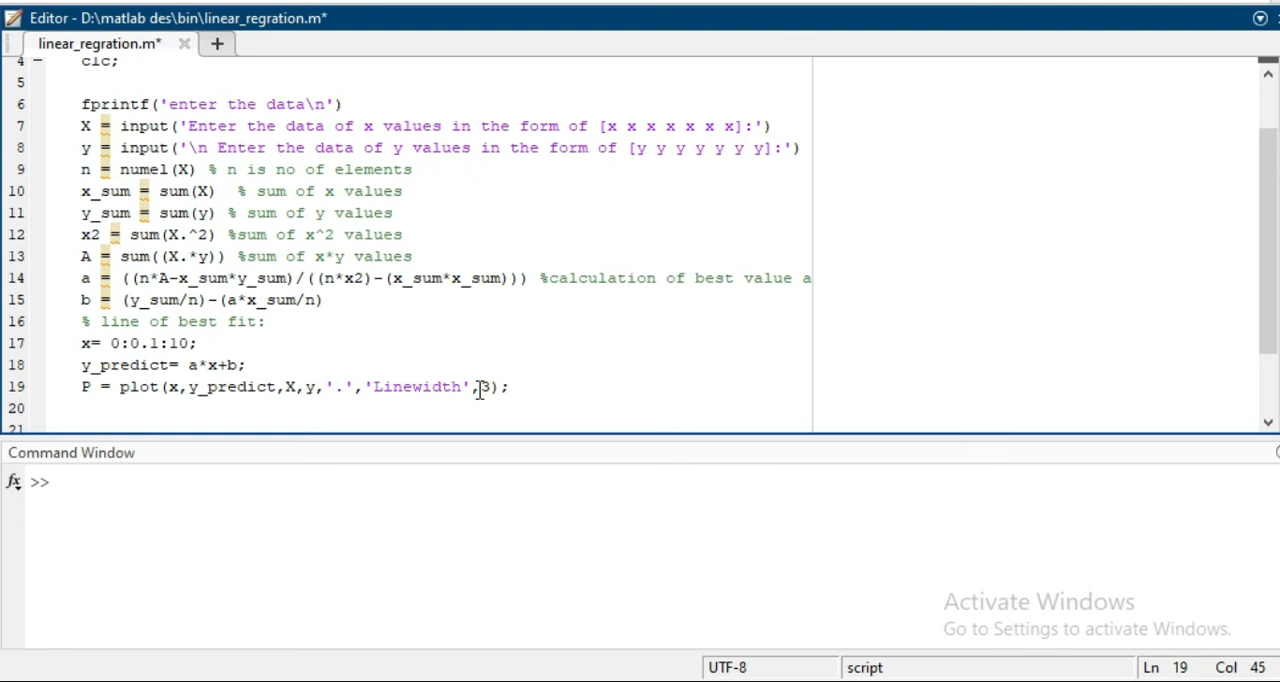 Editor - D:\matlab des\bin\linear_regration.m*
linear_regration.m* × +
4 − clc;
5
6 fprintf('enter the data\n')
7 X = input('Enter the data of x values in the form of [x x x x x x x]:')
8 y = input('\n Enter the data of y values in the form of [y y y y y y y]:')
9 n = numel(X) % n is no of elements
10 x_sum = sum(X)  % sum of x values
11 y_sum = sum(y) % sum of y values
12 x2 = sum(X.^2) %sum of x^2 values
13 A = sum((X.*y)) %sum of x*y values
14 a = ((n*A-x_sum*y_sum)/((n*x2)-(x_sum*x_sum))) %calculation of best value a
15 b = (y_sum/n)-(a*x_sum/n)
16 % line of best fit:
17 x= 0:0.1:10;
18 y_predict= a*x+b;
19 P = plot(x,y_predict,X,y,'.','Linewidth',3);
20
21
Command Window
fx >>
Activate Windows
Go to Settings to activate Windows.
UTF-8 script Ln 19 Col 45